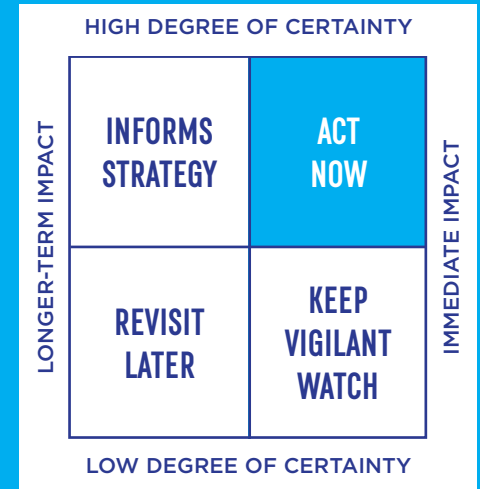 HIGH DEGREE OF CERTAINTY
LONGER-TERM IMPACT
INFORMS
STRATEGY
ACT
NOW
IMMEDIATE IMPACT
REVISIT
LATER
KEEP
VIGILANT
WATCH
LOW DEGREE OF CERTAINTY